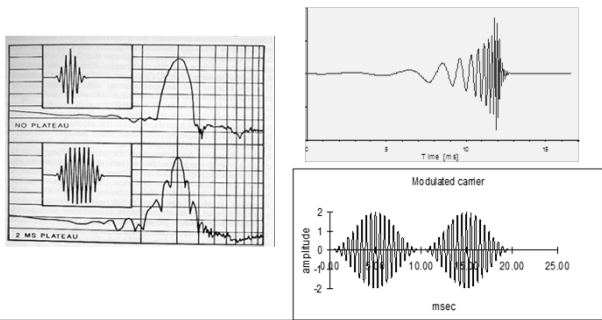 NO PLATEAU
2 MS PLATEAU
0 5 10 15
Time [ms]
Modulated carrier
2
1
0
-1
-2
amplitude
0.00 5.00 10.00 15.00 20.00 25.00
msec